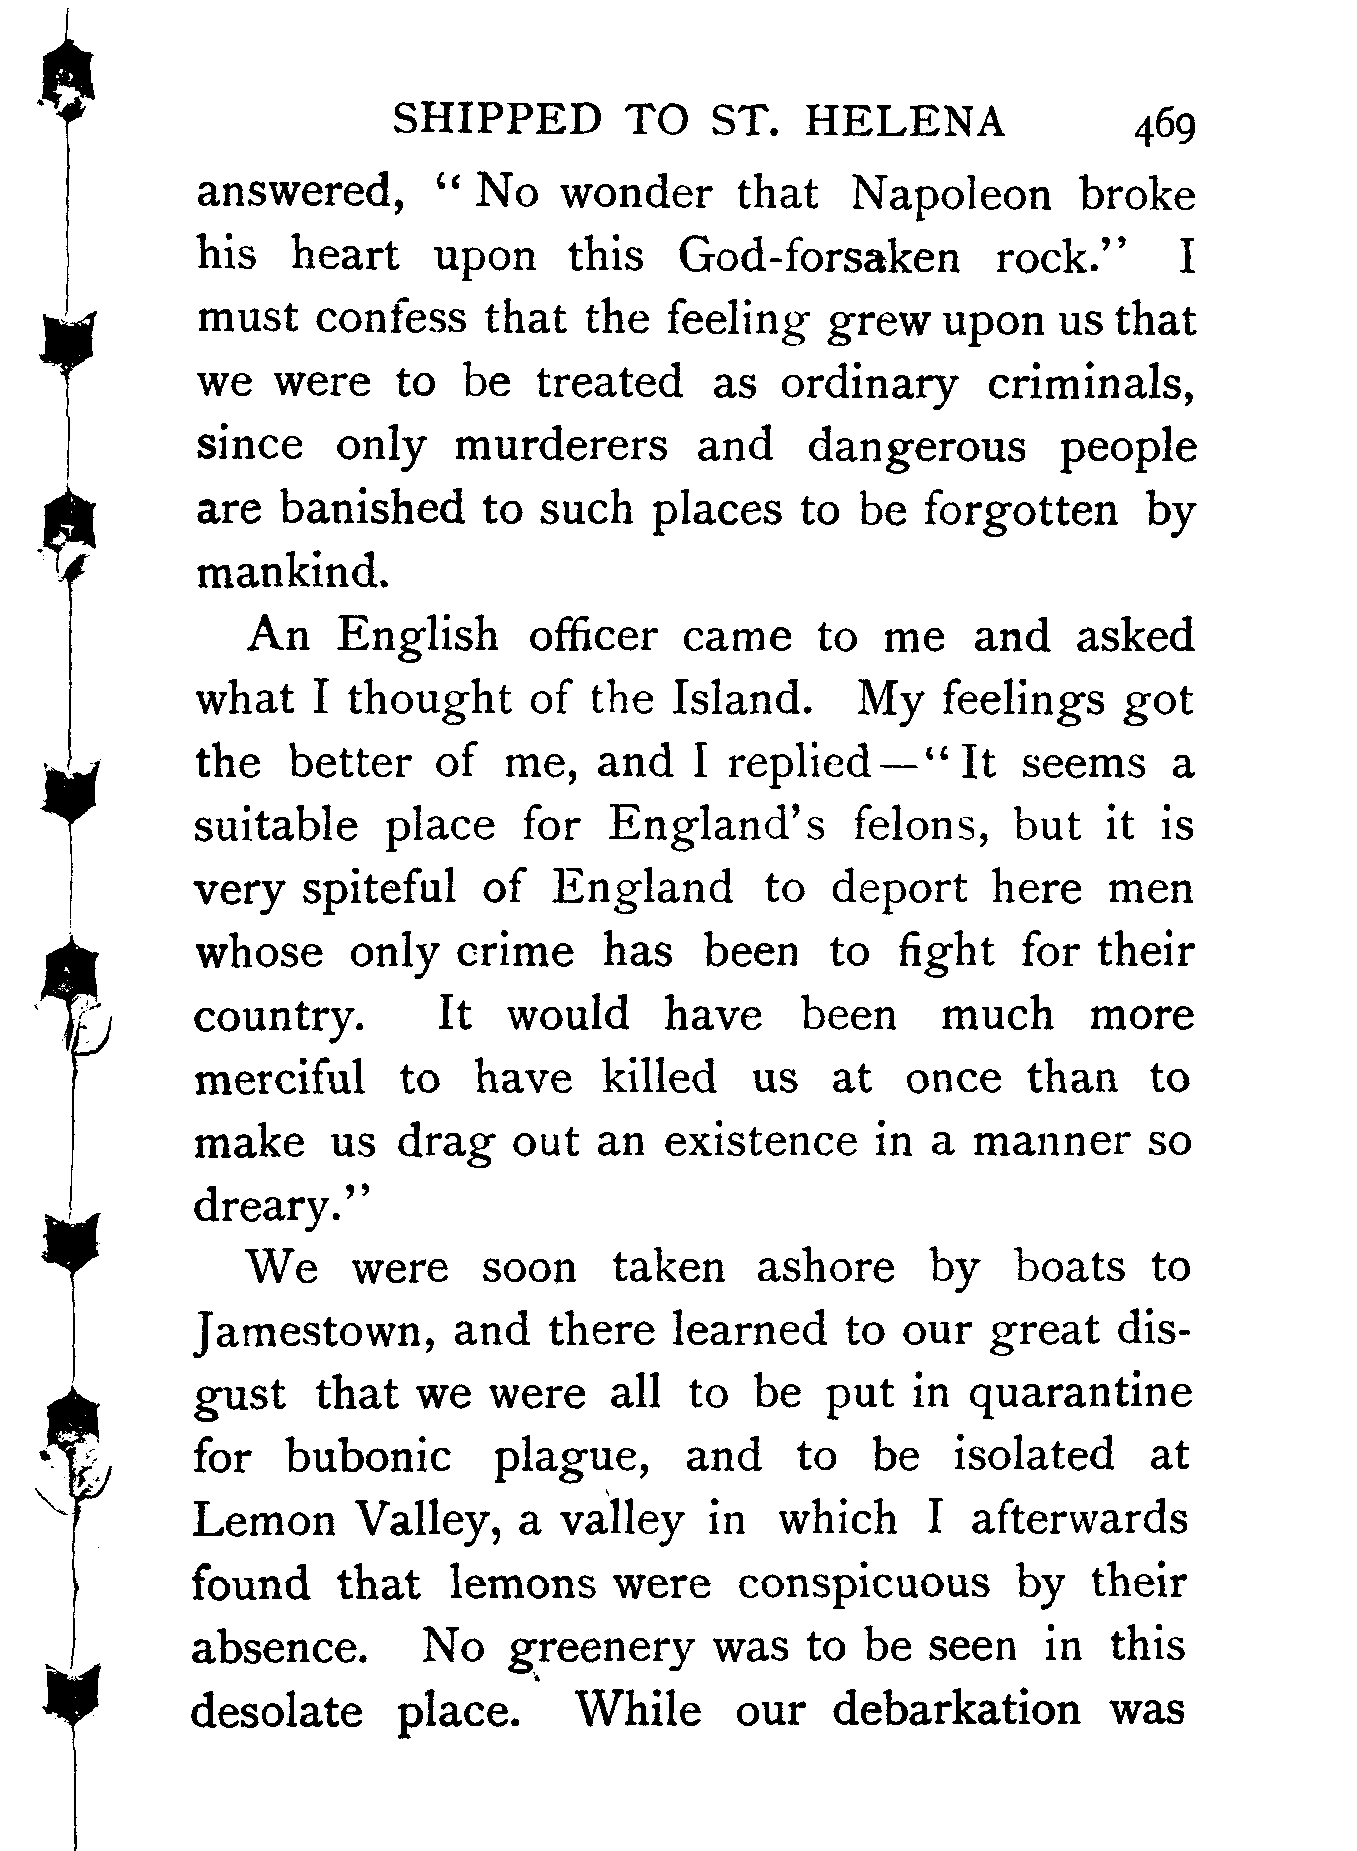 SHIPPED TO ST. HELENA 469
answered, “ No wonder that Napoleon broke
his heart upon this God-forsaken rock.” I
must confess that the feeling grew upon us that
we were to be treated as ordinary criminals,
since only murderers and dangerous people
are banished to such places to be forgotten by
mankind.
An English officer came to me and asked
what I thought of the Island. My feelings got
the better of me, and I replied—“ It seems a
suitable place for England’s felons, but it is
very spiteful of England to deport here men
whose only crime has been to fight for their
country. It would have been much more
merciful to have killed us at once than to
make us drag out an existence in a manner so
dreary.”
We were soon taken ashore by boats to
Jamestown, and there learned to our great dis-
gust that we were all to be put in quarantine
for bubonic plague, and to be isolated at
Lemon Valley, a valley in which I afterwards
found that lemons were conspicuous by their
absence. No greenery was to be seen in this
desolate place. While our debarkation was